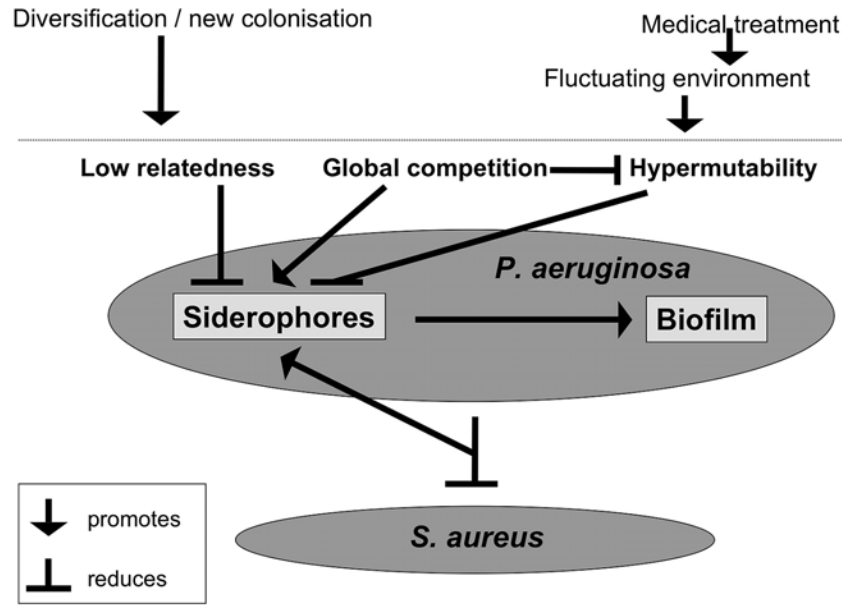 Diversification / new colonisation
Medical treatment
Fluctuating environment
Low relatedness
Global competition
Hypermutability
P. aeruginosa
Siderophores
Biofilm
S. aureus
promotes
reduces